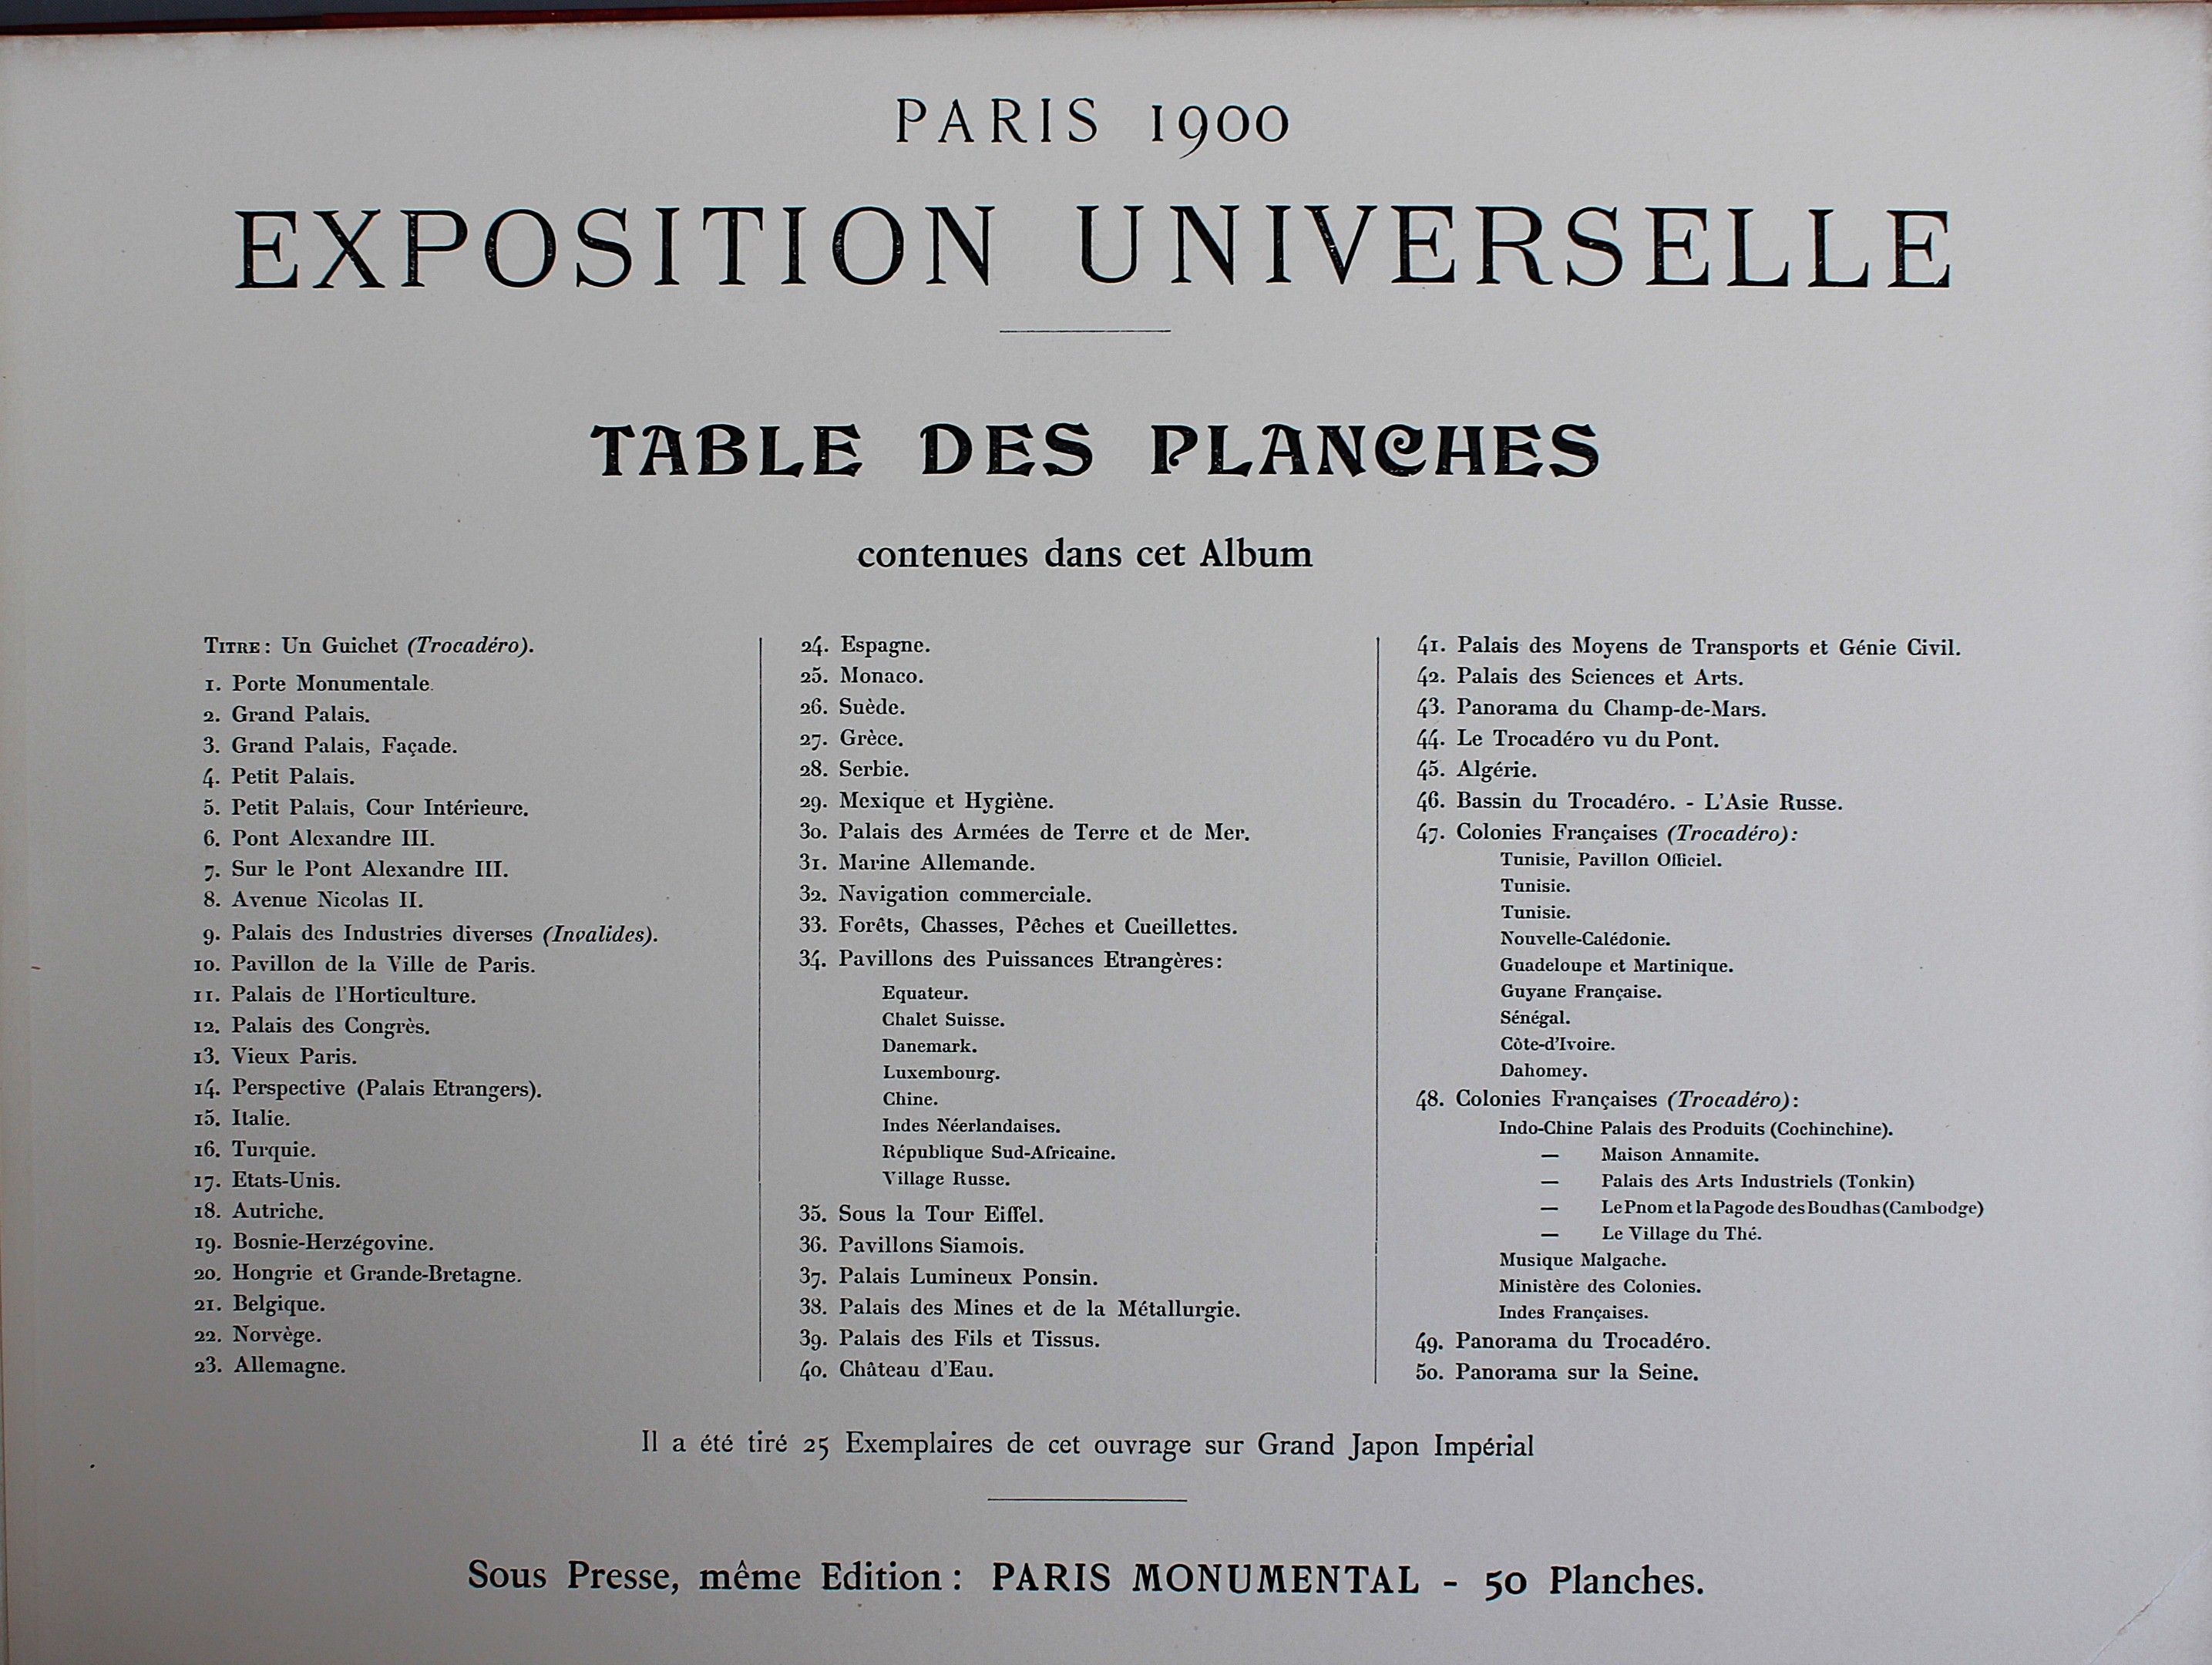 PARIS 1900
EXPOSITION UNIVERSELLE
TABLE DES PLANCHES
contenues dans cet Album
TITRE: Un Guichet (Trocadéro).
1. Porte Monumentale.
2. Grand Palais.
3. Grand Palais, Façade.
4. Petit Palais.
5. Petit Palais, Cour Intérieure.
6. Pont Alexandre III.
7. Sur le Pont Alexandre III.
8. Avenue Nicolas II.
9. Palais des Industries diverses (Invalides).
10. Pavillon de la Ville de Paris.
11. Palais de l'Horticulture.
12. Palais des Congrès.
13. Vieux Paris.
14. Perspective (Palais Etrangers).
15. Italie.
16. Turquie.
17. Etats-Unis.
18. Autriche.
19. Bosnie-Herzégovine.
20. Hongrie et Grande-Bretagne.
21. Belgique.
22. Norvège.
23. Allemagne.
24. Espagne.
25. Monaco.
26. Suède.
27. Grèce.
28. Serbie.
29. Mexique et Hygiène.
30. Palais des Armées de Terre et de Mer.
31. Marine Allemande.
32. Navigation commerciale.
33. Forêts, Chasses, Pêches et Cueillettes.
34. Pavillons des Puissances Etrangères:
Equateur.
Chalet Suisse.
Danemark.
Luxembourg.
Chine.
Indes Néerlandaises.
République Sud-Africaine.
Village Russe.
35. Sous la Tour Eiffel.
36. Pavillons Siamois.
37. Palais Lumineux Ponsin.
38. Palais des Mines et de la Métallurgie.
39. Palais des Fils et Tissus.
40. Château d'Eau.
41. Palais des Moyens de Transports et Génie Civil.
42. Palais des Sciences et Arts.
43. Panorama du Champ-de-Mars.
44. Le Trocadéro vu du Pont.
45. Algérie.
46. Bassin du Trocadéro. - L'Asie Russe.
47. Colonies Françaises (Trocadéro):
Tunisie, Pavillon Officiel.
Tunisie.
Tunisie.
Nouvelle-Calédonie.
Guadeloupe et Martinique.
Guyane Française.
Sénégal.
Côte-d'Ivoire.
Dahomey.
48. Colonies Françaises (Trocadéro):
Indo-Chine Palais des Produits (Cochinchine).
— Maison Annamite.
— Palais des Arts Industriels (Tonkin)
— Le Pnom et la Pagode des Boudhas (Cambodge)
— Le Village du Thé.
Musique Malgache.
Ministère des Colonies.
Indes Françaises.
49. Panorama du Trocadéro.
50. Panorama sur la Seine.
Il a été tiré 25 Exemplaires de cet ouvrage sur Grand Japon Impérial
Sous Presse, même Edition: PARIS MONUMENTAL - 50 Planches.